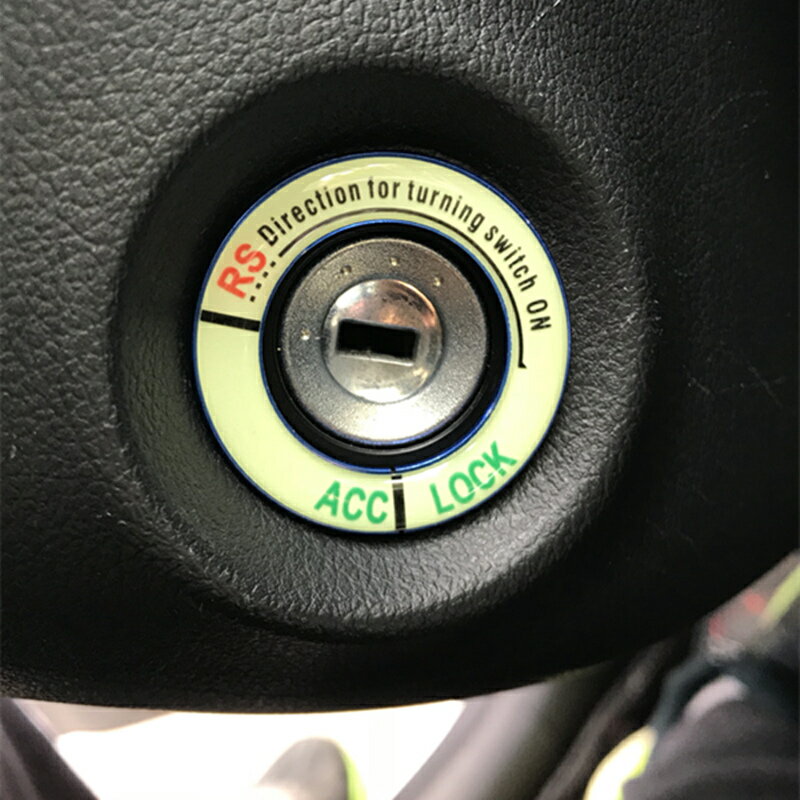 RS Direction for turning switch ON
ACC LOCK